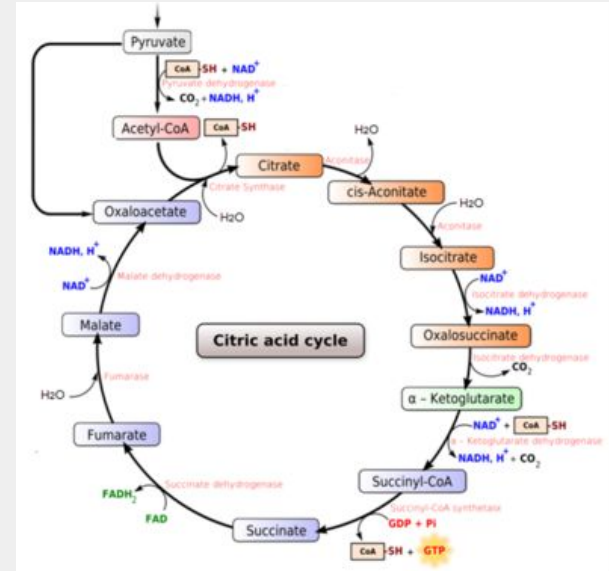 Pyruvate
CoA-SH + NAD+
Pyruvate dehydrogenase
CO2 + NADH, H+
Acetyl-CoA
CoA-SH
Citrate
Citrate Synthase
H2O
Oxaloacetate
H2O
Aconitase
cis-Aconitate
H2O
Aconitase
Isocitrate
NAD+
Isocitrate dehydrogenase
NADH, H+
Oxalosuccinate
Isocitrate dehydrogenase
CO2
α – Ketoglutarate
NAD+ + CoA-SH
α – Ketoglutarate dehydrogenase
NADH, H+ + CO2
Succinyl-CoA
Succinyl-CoA synthetaia
GDP + Pi
CoA-SH + GTP
Succinate
Succinate dehydrogenase
FADH2
FAD
Fumarate
Fumarase
H2O
Malate
Malate dehydrogenase
NADH, H+
NAD+
Citric acid cycle